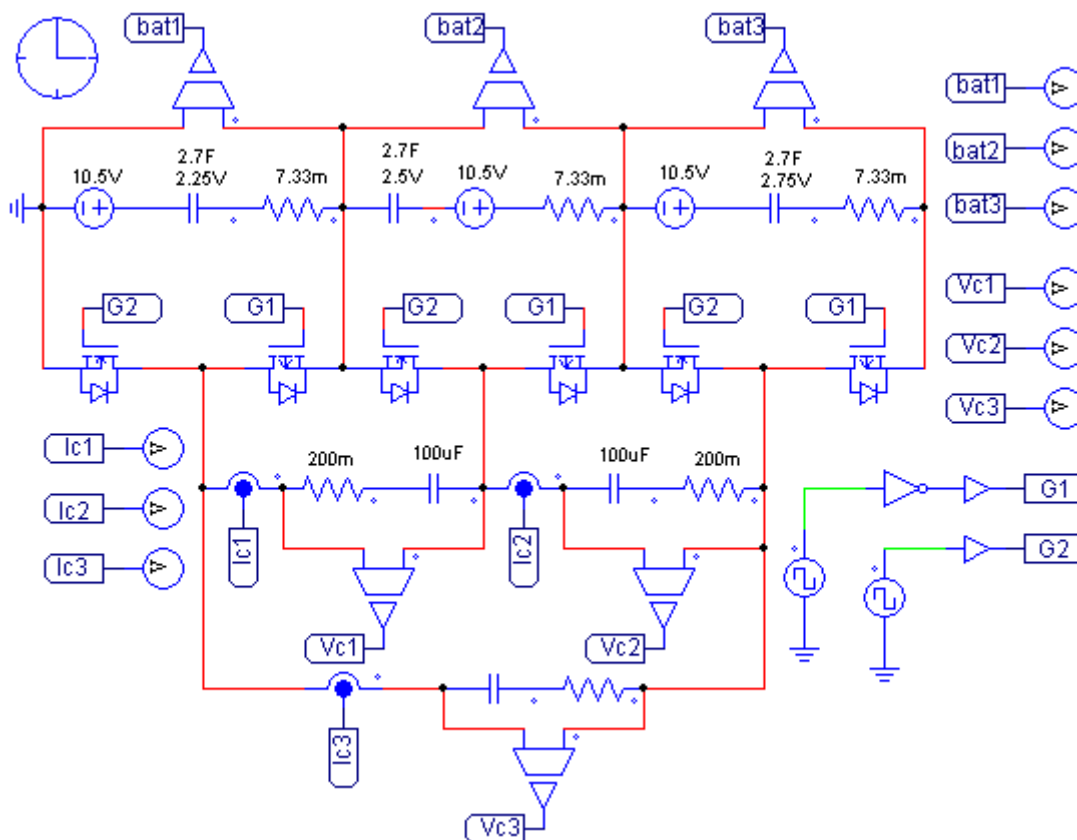 bat1
bat2
bat3
bat1
bat2
bat3
10.5V
2.7F
2.25V
7.33m
2.7F
2.5V
10.5V
7.33m
10.5V
2.7F
2.75V
7.33m
G2
G1
G2
G1
G2
G1
Vc1
Vc2
Vc3
Ic1
Ic2
Ic3
200m
100uF
100uF
200m
Ic1
Ic2
G1
G2
Vc1
Vc2
Ic3
Vc3